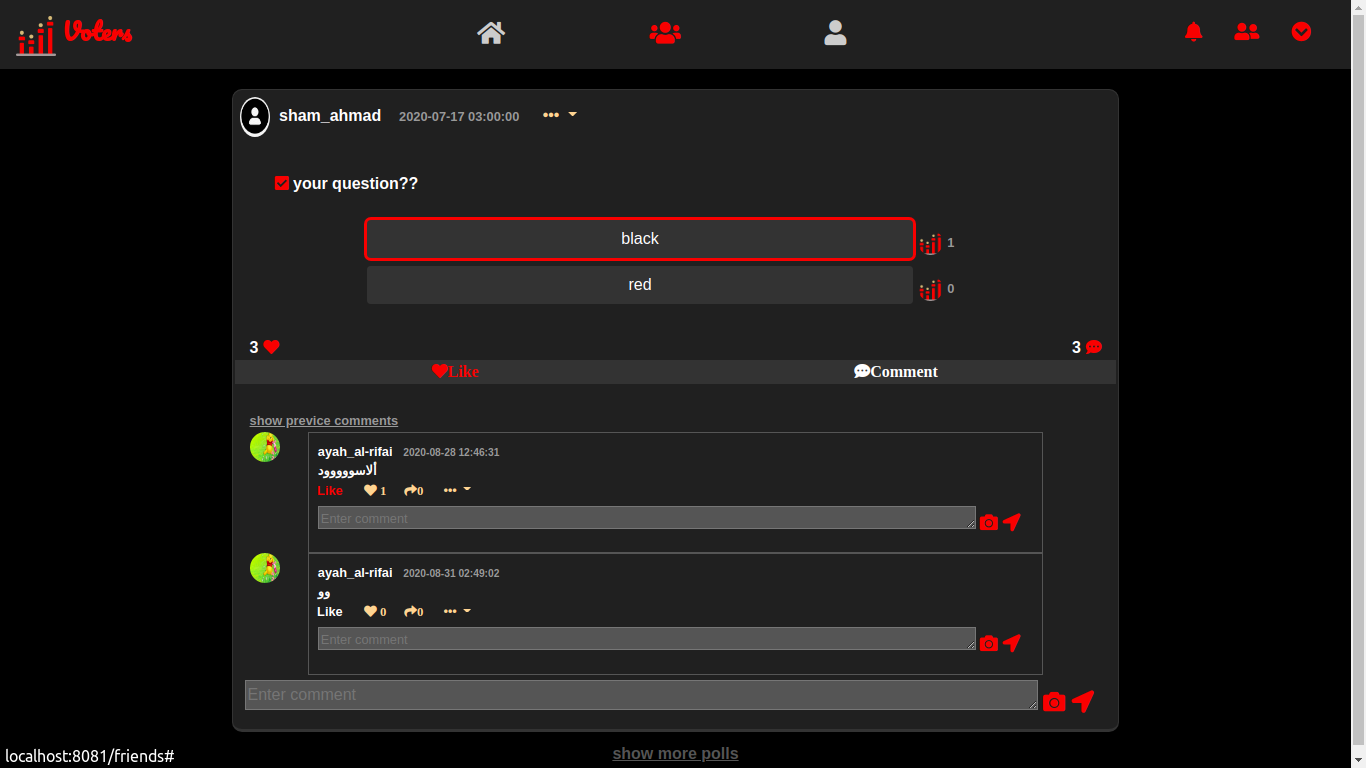 Voters
sham_ahmad 2020-07-17 03:00:00
your question??
black 1
red 0
3 3
Like Comment
show previce comments
ayah_al-rifai 2020-08-28 12:46:31
ألاسووووود
Like 1 0
Enter comment
ayah_al-rifai 2020-08-31 02:49:02
وو
Like 0 0
Enter comment
Enter comment
show more polls
localhost:8081/friends#